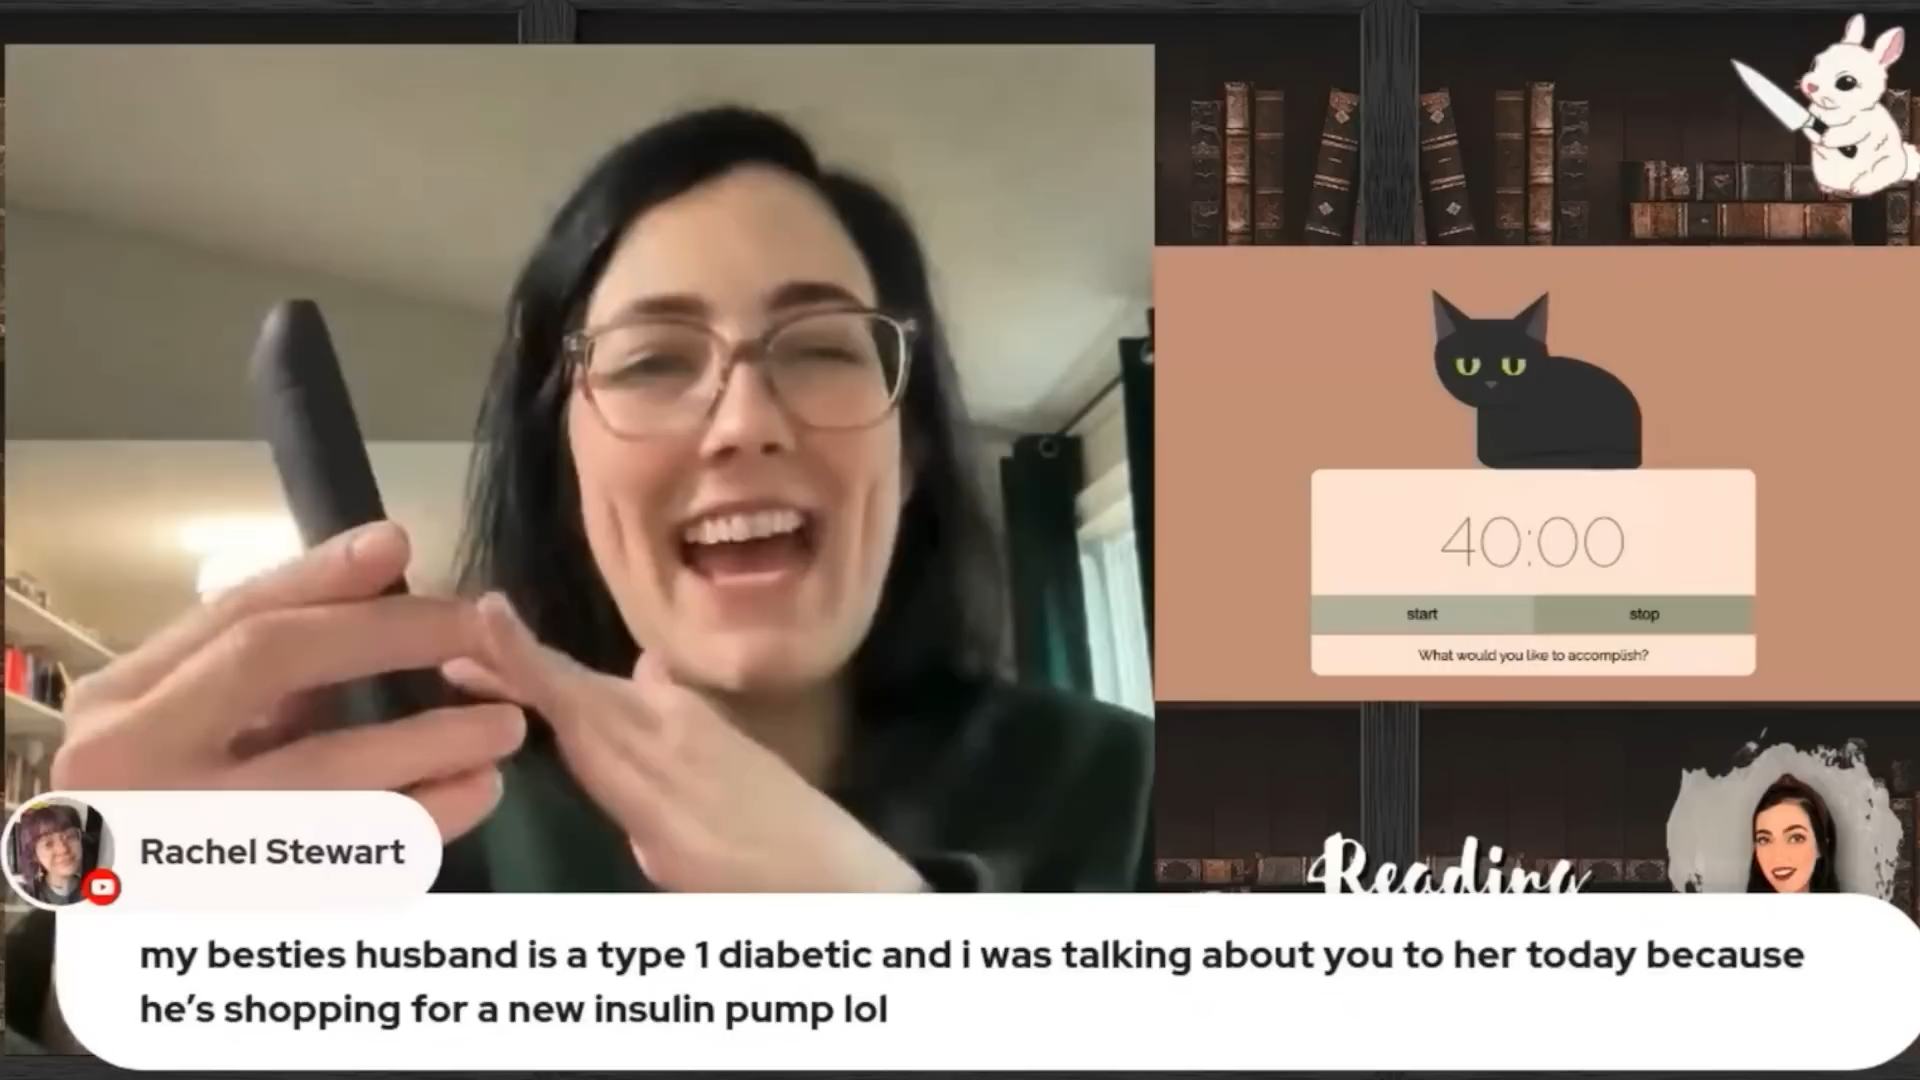 40:00
start stop
What would you like to accomplish?
Reading
Rachel Stewart
my besties husband is a type 1 diabetic and i was talking about you to her today because
he's shopping for a new insulin pump lol